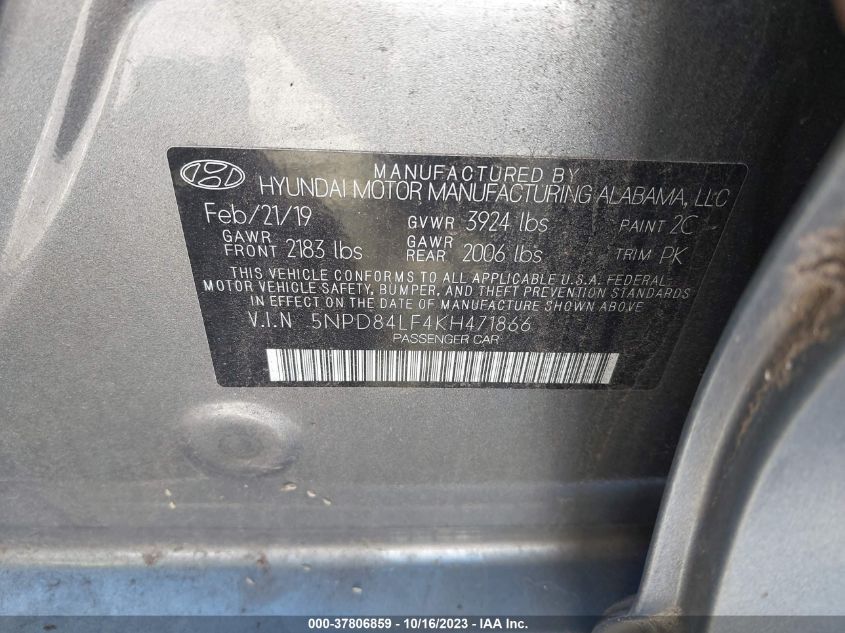 MANUFACTURED BY
HYUNDAI MOTOR MANUFACTURING ALABAMA, LLC
Feb/21/19 GVWR 3924 lbs PAINT 2C
GAWR FRONT 2183 lbs GAWR REAR 2006 lbs TRIM PK
THIS VEHICLE CONFORMS TO ALL APPLICABLE U.S.A. FEDERAL
MOTOR VEHICLE SAFETY, BUMPER, AND THEFT PREVENTION STANDARDS
IN EFFECT ON THE DATE OF MANUFACTURE SHOWN ABOVE
V.I.N 5NPD84LF4KH471866
PASSENGER CAR
000-37806859 - 10/16/2023 - IAA Inc.